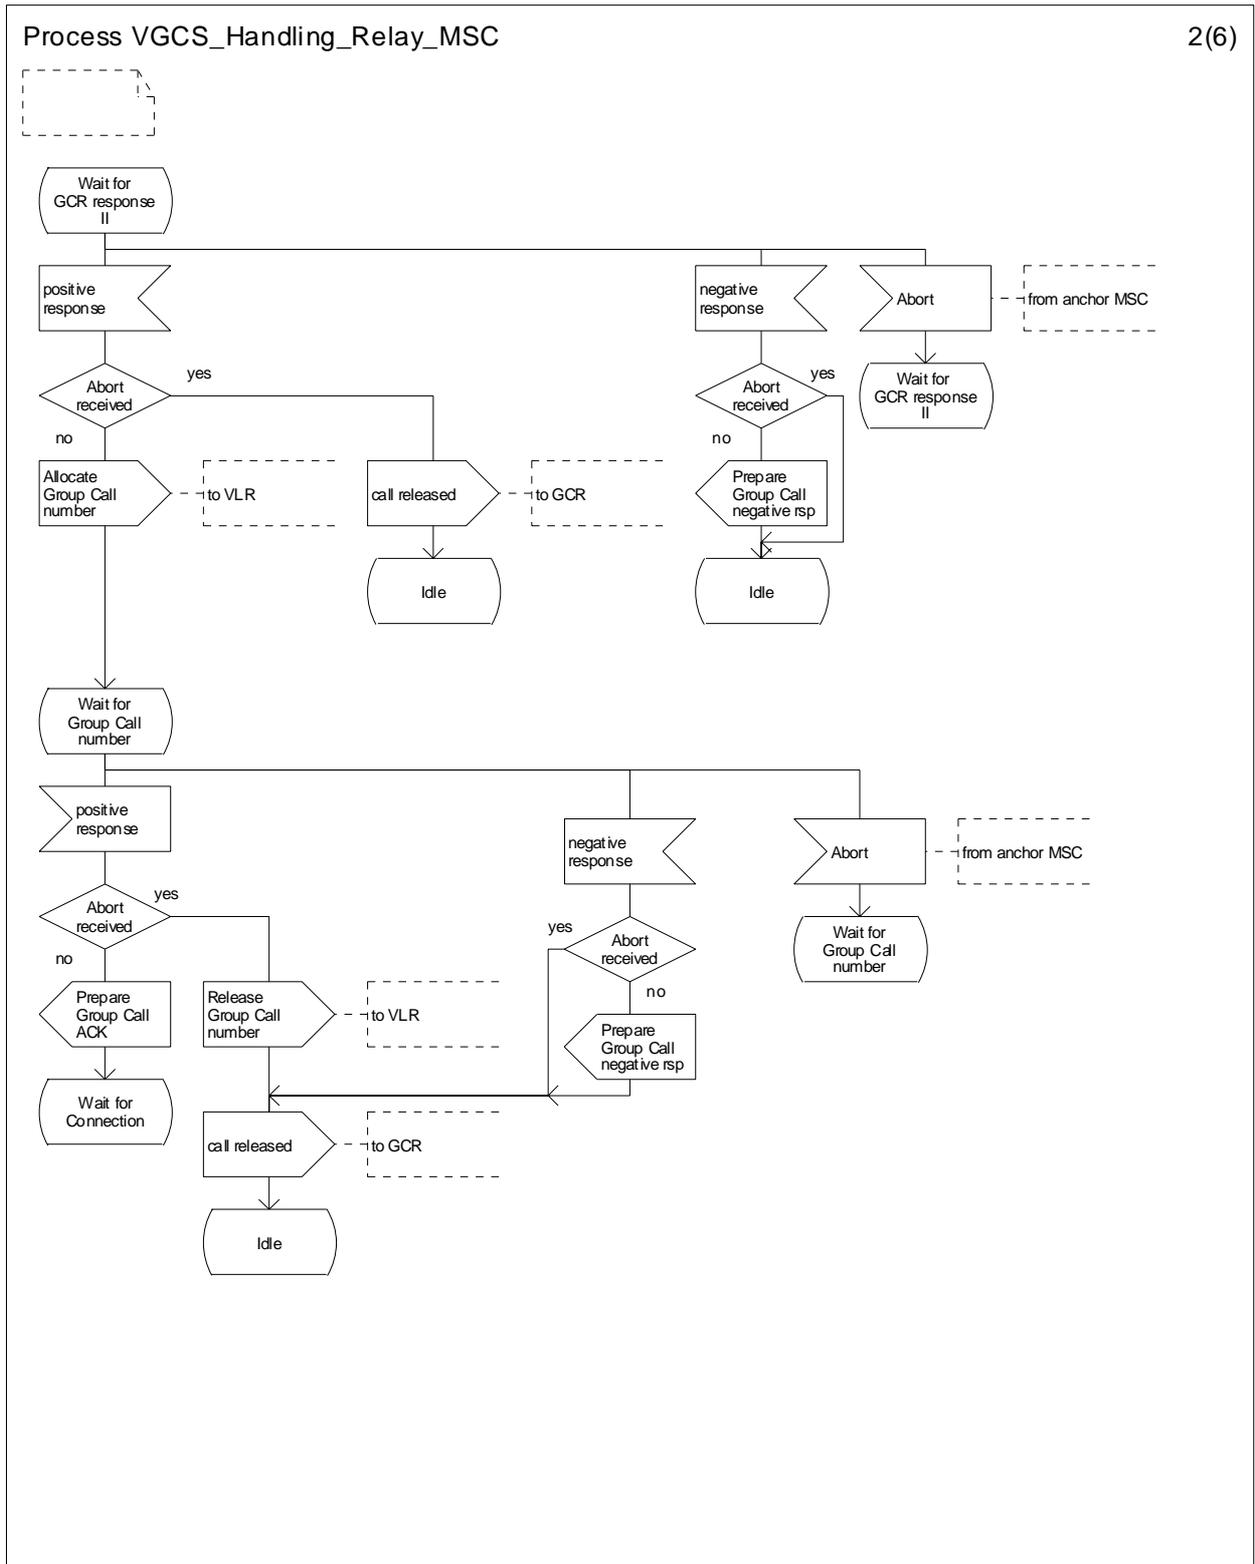 Process VGCS_Handling_Relay_MSC
2(6)
Wait for
GCR response
II
positive
response
negative
response
Abort
from anchor MSC
Abort
received
yes
no
Abort
received
yes
no
Wait for
GCR response
II
Allocate
Group Call
number
to VLR
call released
to GCR
Prepare
Group Call
negative rsp
Idle
Idle
Wait for
Group Call
number
positive
response
negative
response
Abort
from anchor MSC
Abort
received
yes
no
yes
Abort
received
no
Wait for
Group Call
number
Prepare
Group Call
ACK
Release
Group Call
number
to VLR
Prepare
Group Call
negative rsp
Wait for
Connection
call released
to GCR
Idle